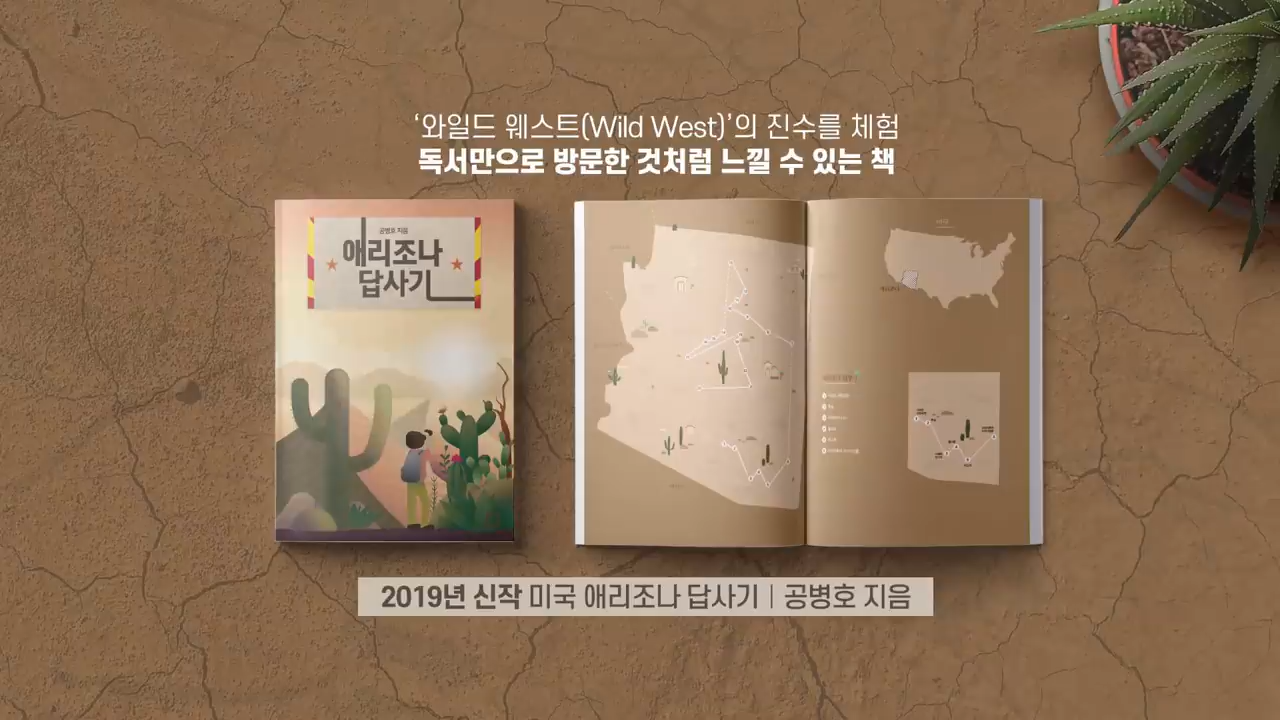 '와일드 웨스트(Wild West)'의 진수를 체험
독서만으로 방문한 것처럼 느낄 수 있는 책
공병호 지음
애리조나
답사기
2019년 신작 미국 애리조나 답사기 | 공병호 지음